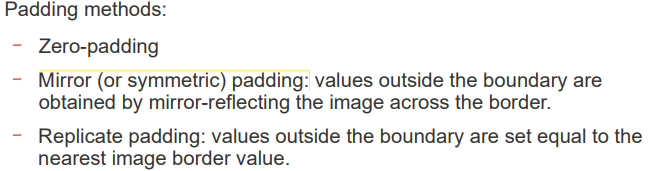 Padding methods:
– Zero-padding
– Mirror (or symmetric) padding: values outside the boundary are
obtained by mirror-reflecting the image across the border.
– Replicate padding: values outside the boundary are set equal to the
nearest image border value.